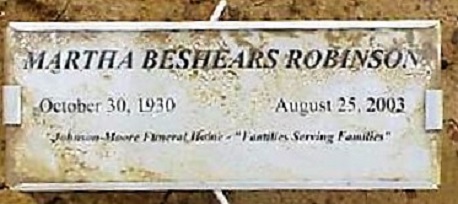 MARTHA BESHEARS ROBINSON
October 30, 1930 August 25, 2003
Johnson-Moore Funeral Home - "Families Serving Families"